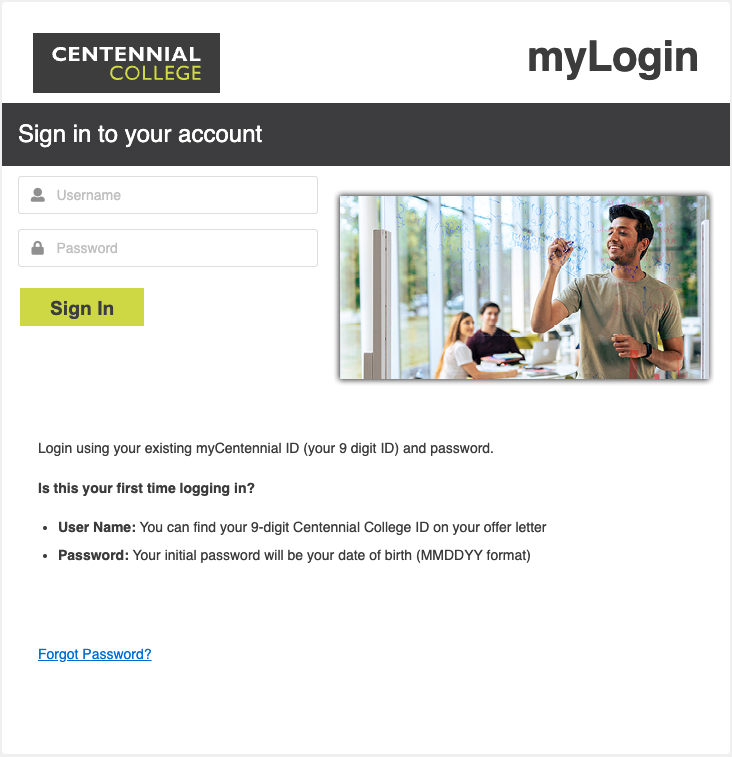 CENTENNIAL
COLLEGE
myLogin
Sign in to your account
Username
Password
Sign In
Login using your existing myCentennial ID (your 9 digit ID) and password.
Is this your first time logging in?
• User Name: You can find your 9-digit Centennial College ID on your offer letter
• Password: Your initial password will be your date of birth (MMDDYY format)
Forgot Password?